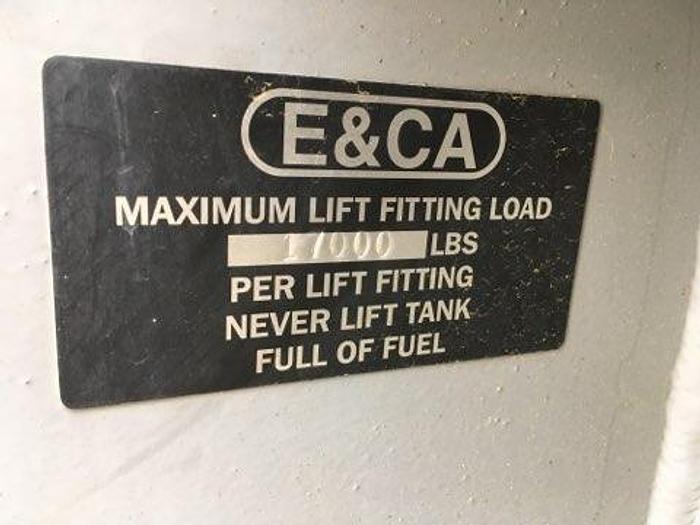 E&CA
MAXIMUM LIFT FITTING LOAD
17000 LBS
PER LIFT FITTING
NEVER LIFT TANK
FULL OF FUEL